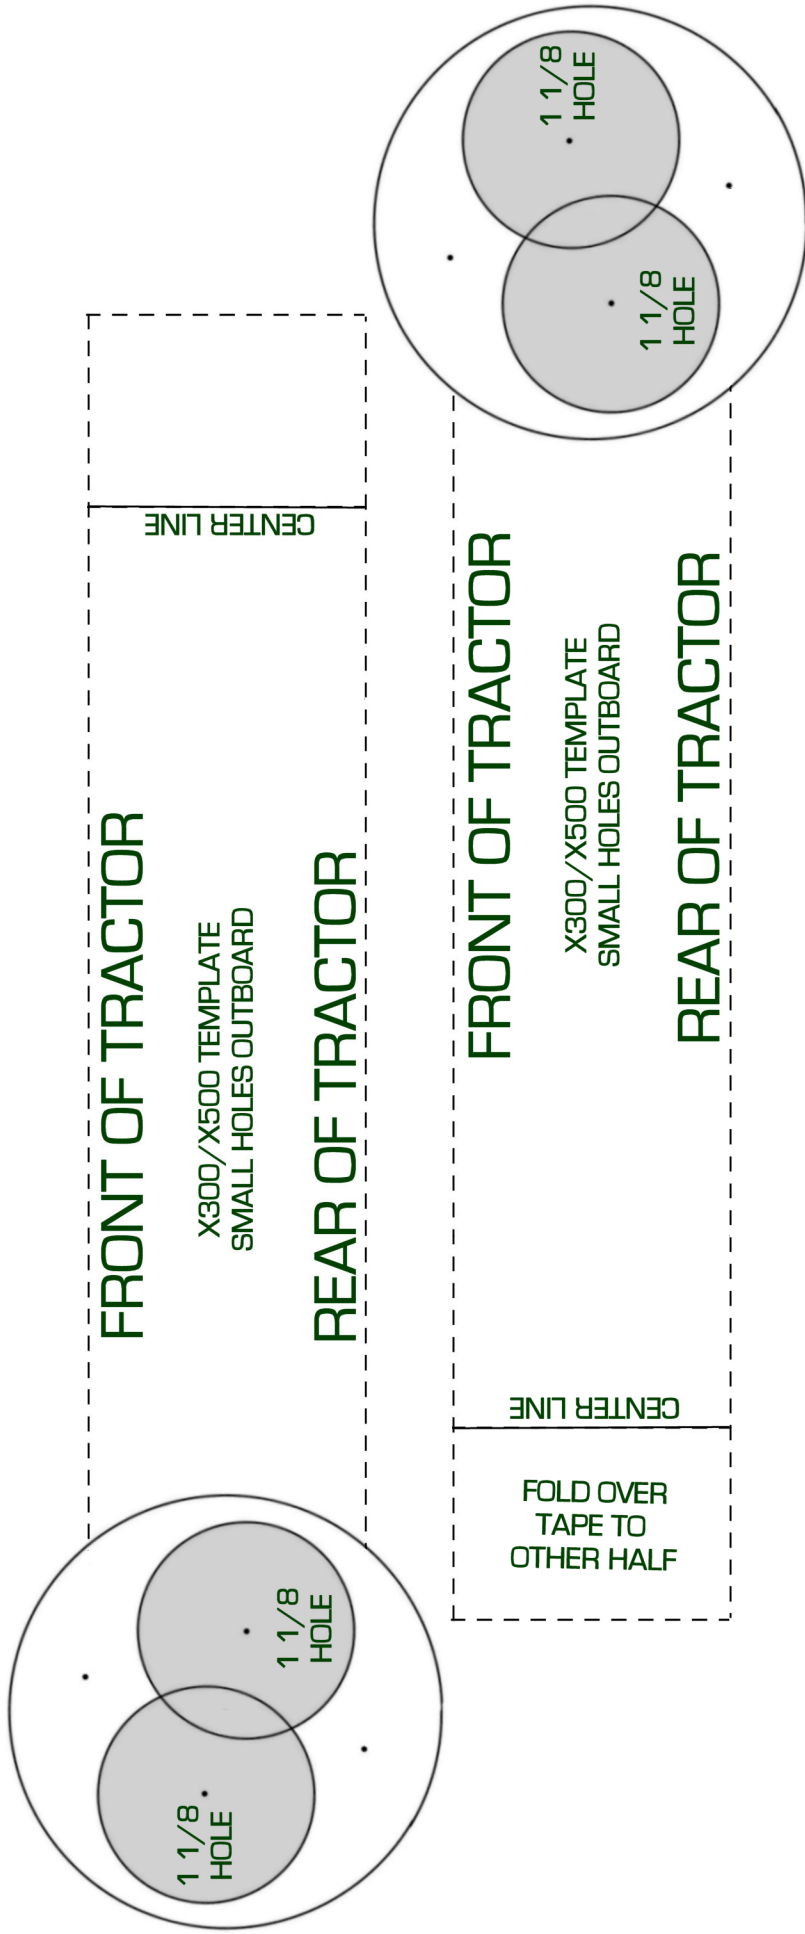 1 1/8
HOLE
1 1/8
HOLE
CENTER LINE
FRONT OF TRACTOR
X300/X500 TEMPLATE
SMALL HOLES OUTBOARD
REAR OF TRACTOR
1 1/8
HOLE
1 1/8
HOLE
FRONT OF TRACTOR
X300/X500 TEMPLATE
SMALL HOLES OUTBOARD
REAR OF TRACTOR
CENTER LINE
FOLD OVER
TAPE TO
OTHER HALF